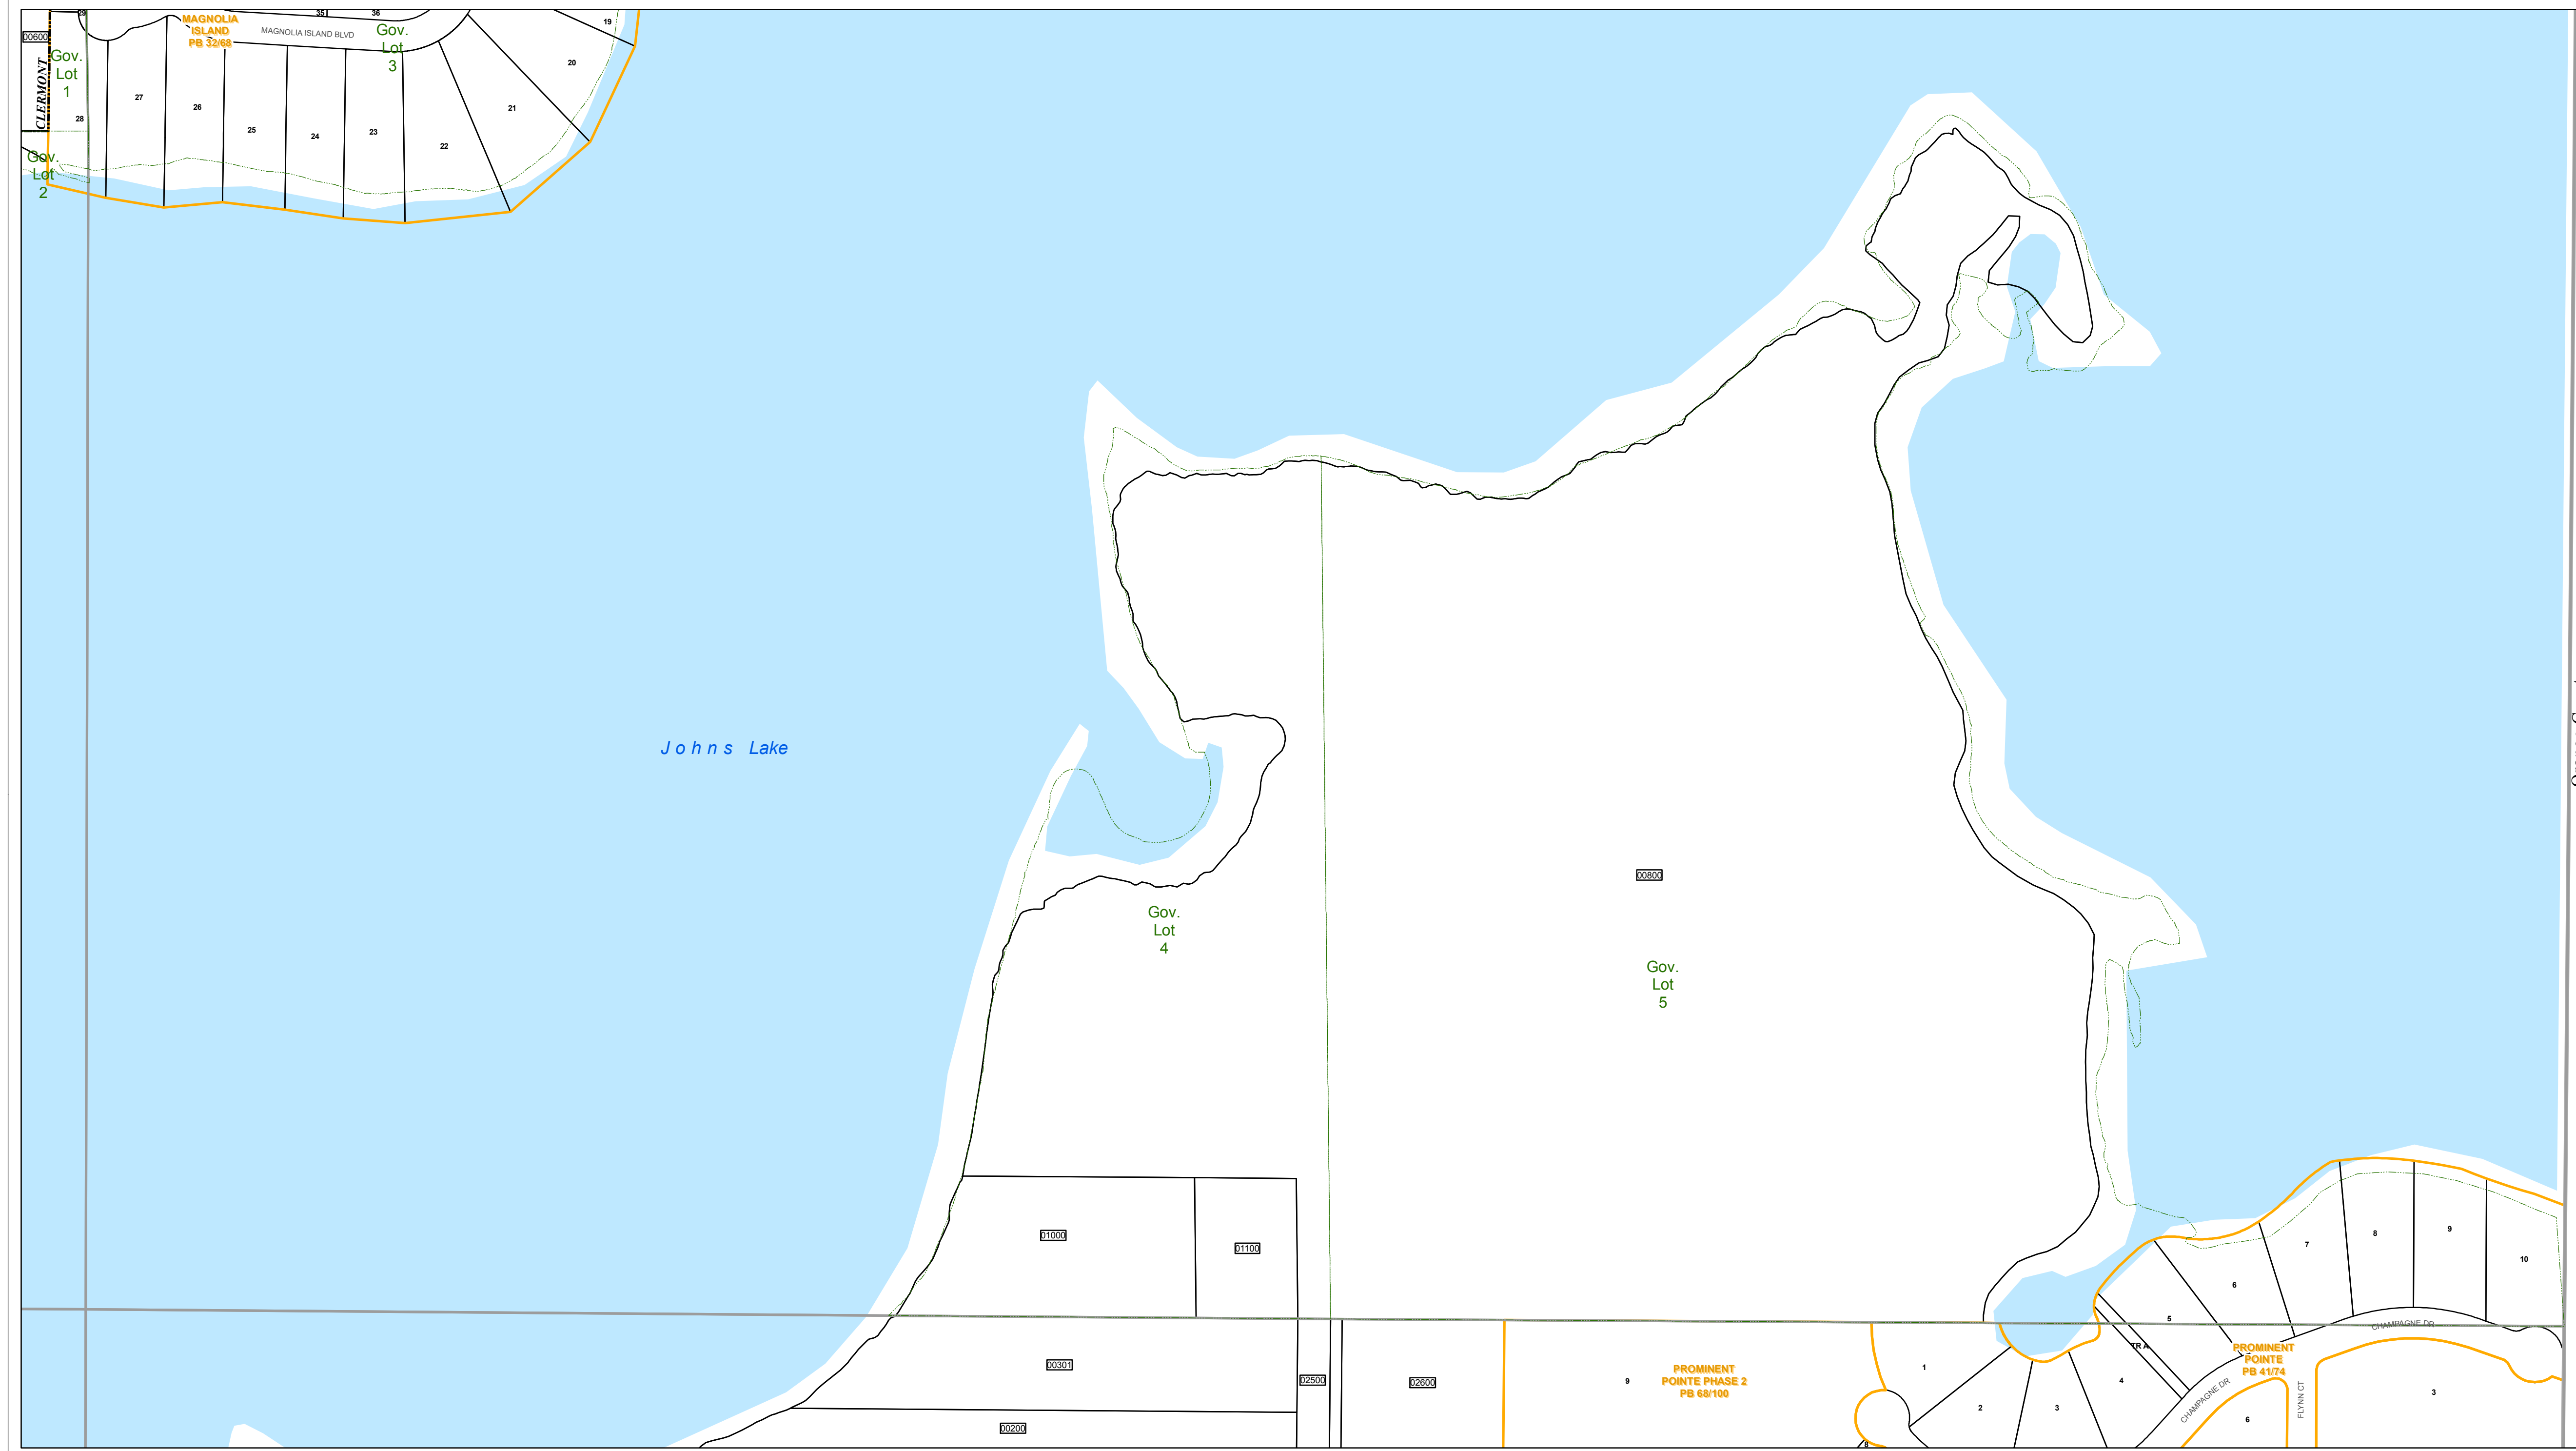 29
35
36
19
MAGNOLIA
ISLAND
PB 32/68
MAGNOLIA ISLAND BLVD
Gov.
Lot
3
00600
CLERMONT
Gov.
Lot
1
20
27
26
21
28
25
24
23
22
Gov.
Lot
2
Johns Lake
00800
Gov.
Lot
4
Gov.
Lot
5
01000
01100
7
8
9
10
6
5
CHAMPAGNE DR
TR A
PROMINENT
POINTE
PB 41/74
00301
02500
02600
9
PROMINENT
POINTE PHASE 2
PB 68/100
1
2
3
4
CHAMPAGNE DR
FLYNN CT
3
6
00200
8